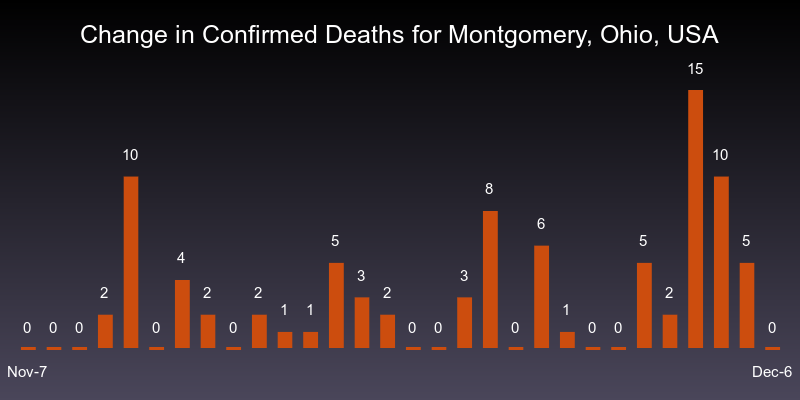 Change in Confirmed Deaths for Montgomery, Ohio, USA
0 0 0 2 10 0 4 2 0 2 1 1 5 3 2 0 0 3 8 0 6 1 0 0 5 2 15 10 5 0
Nov-7 Dec-6